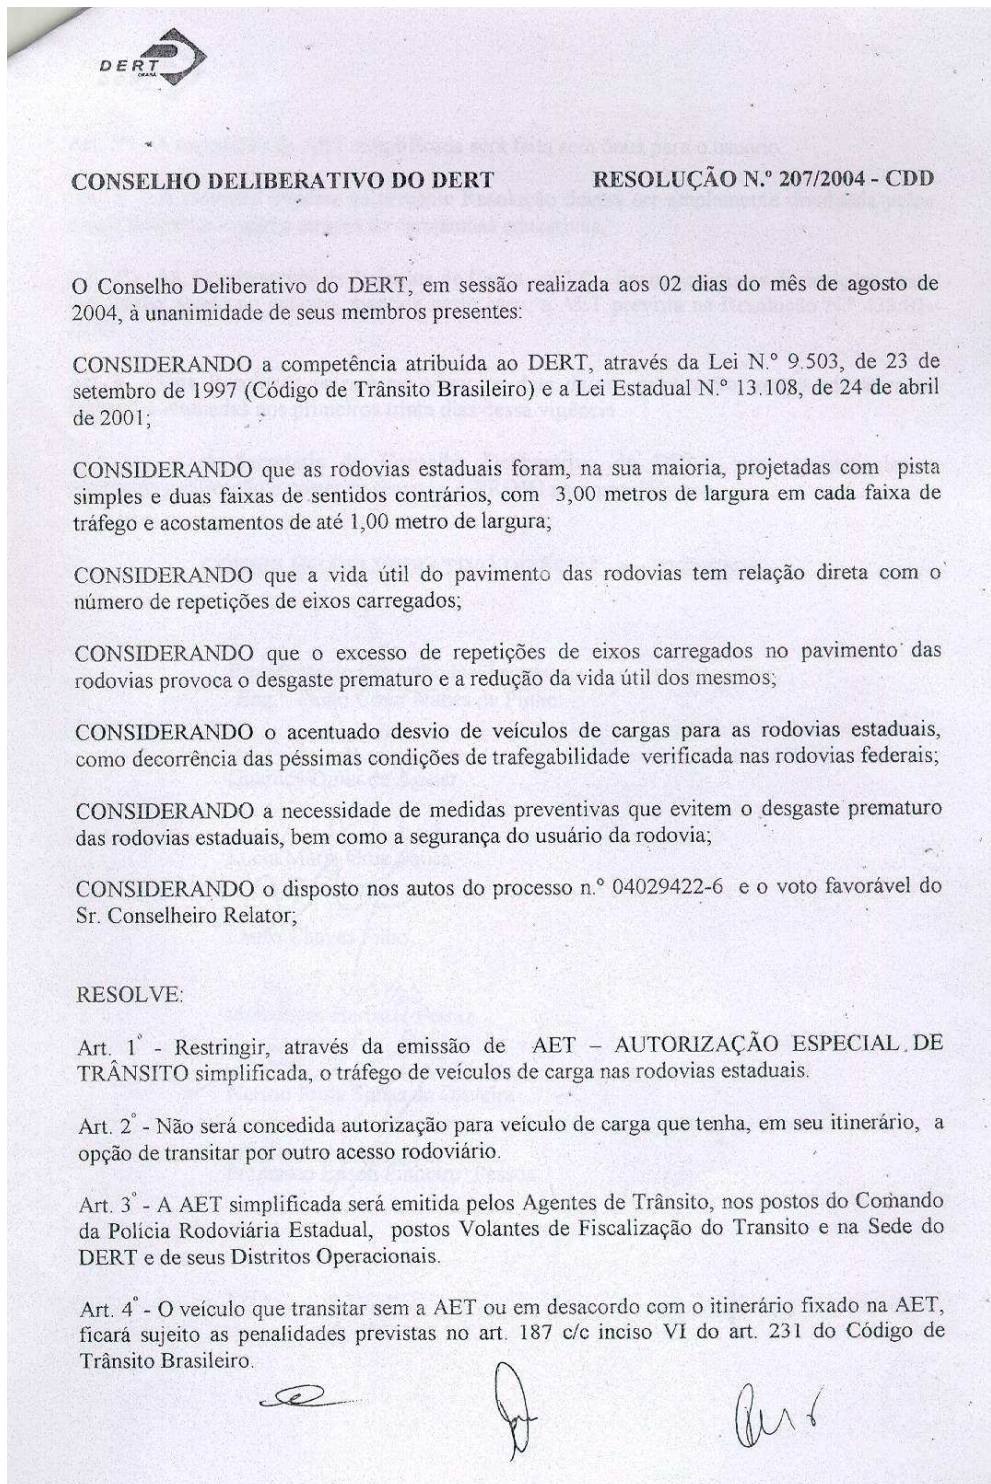 DERT
CEARÁ
CONSELHO DELIBERATIVO DO DERT RESOLUÇÃO N.º 207/2004 - CDD
O Conselho Deliberativo do DERT, em sessão realizada aos 02 dias do mês de agosto de
2004, à unanimidade de seus membros presentes:
CONSIDERANDO a competência atribuída ao DERT, através da Lei N.º 9.503, de 23 de
setembro de 1997 (Código de Trânsito Brasileiro) e a Lei Estadual N.º 13.108, de 24 de abril
de 2001;
CONSIDERANDO que as rodovias estaduais foram, na sua maioria, projetadas com pista
simples e duas faixas de sentidos contrários, com 3,00 metros de largura em cada faixa de
tráfego e acostamentos de até 1,00 metro de largura;
CONSIDERANDO que a vida útil do pavimento das rodovias tem relação direta com o
número de repetições de eixos carregados;
CONSIDERANDO que o excesso de repetições de eixos carregados no pavimento das
rodovias provoca o desgaste prematuro e a redução da vida útil dos mesmos;
CONSIDERANDO o acentuado desvio de veículos de cargas para as rodovias estaduais,
como decorrência das péssimas condições de trafegabilidade verificada nas rodovias federais;
CONSIDERANDO a necessidade de medidas preventivas que evitem o desgaste prematuro
das rodovias estaduais, bem como a segurança do usuário da rodovia;
CONSIDERANDO o disposto nos autos do processo n.º 04029422-6 e o voto favorável do
Sr. Conselheiro Relator;
RESOLVE:
Art. 1º - Restringir, através da emissão de AET – AUTORIZAÇÃO ESPECIAL DE
TRÂNSITO simplificada, o tráfego de veículos de carga nas rodovias estaduais.
Art. 2º - Não será concedida autorização para veículo de carga que tenha, em seu itinerário, a
opção de transitar por outro acesso rodoviário.
Art. 3º - A AET simplificada será emitida pelos Agentes de Trânsito, nos postos do Comando
da Polícia Rodoviária Estadual, postos Volantes de Fiscalização do Transito e na Sede do
DERT e de seus Distritos Operacionais.
Art. 4º - O veículo que transitar sem a AET ou em desacordo com o itinerário fixado na AET,
ficará sujeito as penalidades previstas no art. 187 c/c inciso VI do art. 231 do Código de
Trânsito Brasileiro.